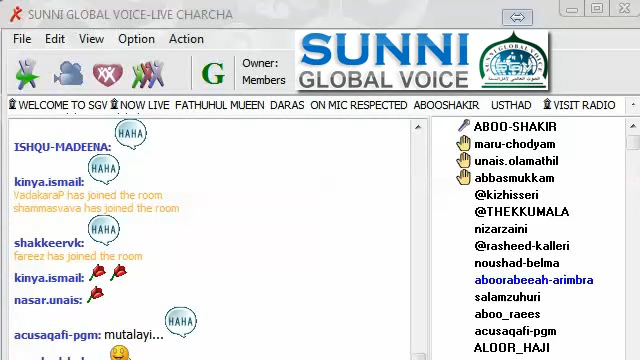 SUNNI GLOBAL VOICE-LIVE CHARCHA
File Edit View Option Action
SUNNI
GLOBAL VOICE
SUNNI GLOBAL VOICE
G
Owner:
Members
WELCOME TO SGV NOW LIVE FATHUHUL MUEEN DARAS ON MIC RESPECTED ABOOSHAKIR USTHAD VISIT RADIO
HAHA
ISHQU-MADEENA:
HAHA
kinya.ismail:
VadakaraP has joined the room
shammasvava has joined the room
HAHA
shakkeervk:
fareez has joined the room
kinya.ismail:
nasar.unais:
HAHA
acusaqafi-pgm: mutalayi...
ABOO-SHAKIR
maru-chodyam
unais.olamathil
abbasmukkam
@kizhisseri
@THEKKUMALA
nizarzaini
@rasheed-kalleri
noushad-belma
aboorabeeah-arimbra
salamzuhuri
aboo_raees
acusaqafi-pgm
ALOOR_HAJI